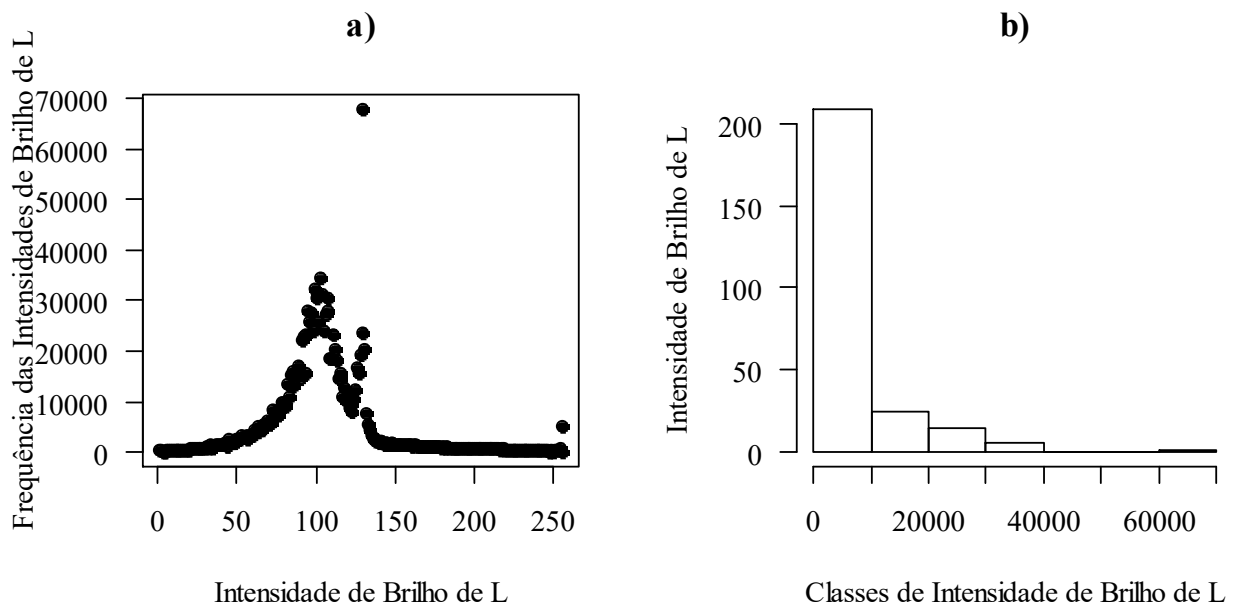 a)
Frequência das Intensidades de Brilho de L
70000
60000
50000
40000
30000
20000
10000
0
0 50 100 150 200 250
Intensidade de Brilho de L
b)
Intensidade de Brilho de L
200
150
100
50
0
0 20000 40000 60000
Classes de Intensidade de Brilho de L